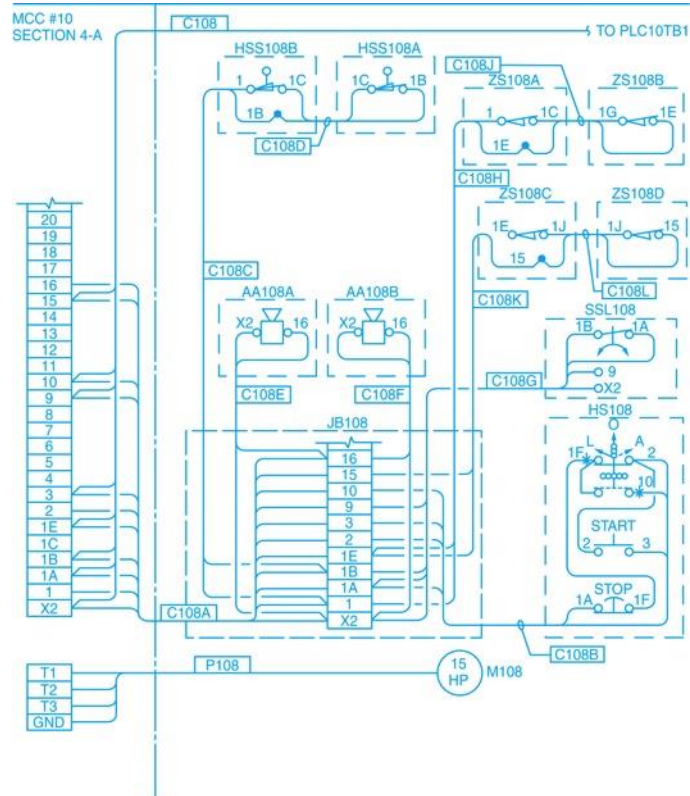 MCC #10
SECTION 4-A
C108
TO PLC10TB1
HSS108B
HSS108A
1
1C
1C
1B
1B
C108D
C108J
ZS108A
ZS108B
1
1C
1G
1E
1E
C108H
ZS108C
ZS108D
1E
1J
1J
15
15
C108L
C108K
C108C
20
19
18
17
16
15
14
13
12
11
10
9
8
7
6
5
4
3
2
1E
1C
1B
1A
1
X2
AA108A
AA108B
X2
16
X2
16
C108E
C108F
C108G
SSL108
1B
1A
9
X2
HS108
L
A
1F
2
10
START
2
3
STOP
1A
1F
JB108
16
15
10
9
3
2
1E
1B
1A
1
X2
C108A
C108B
T1
T2
T3
GND
P108
15
HP
M108